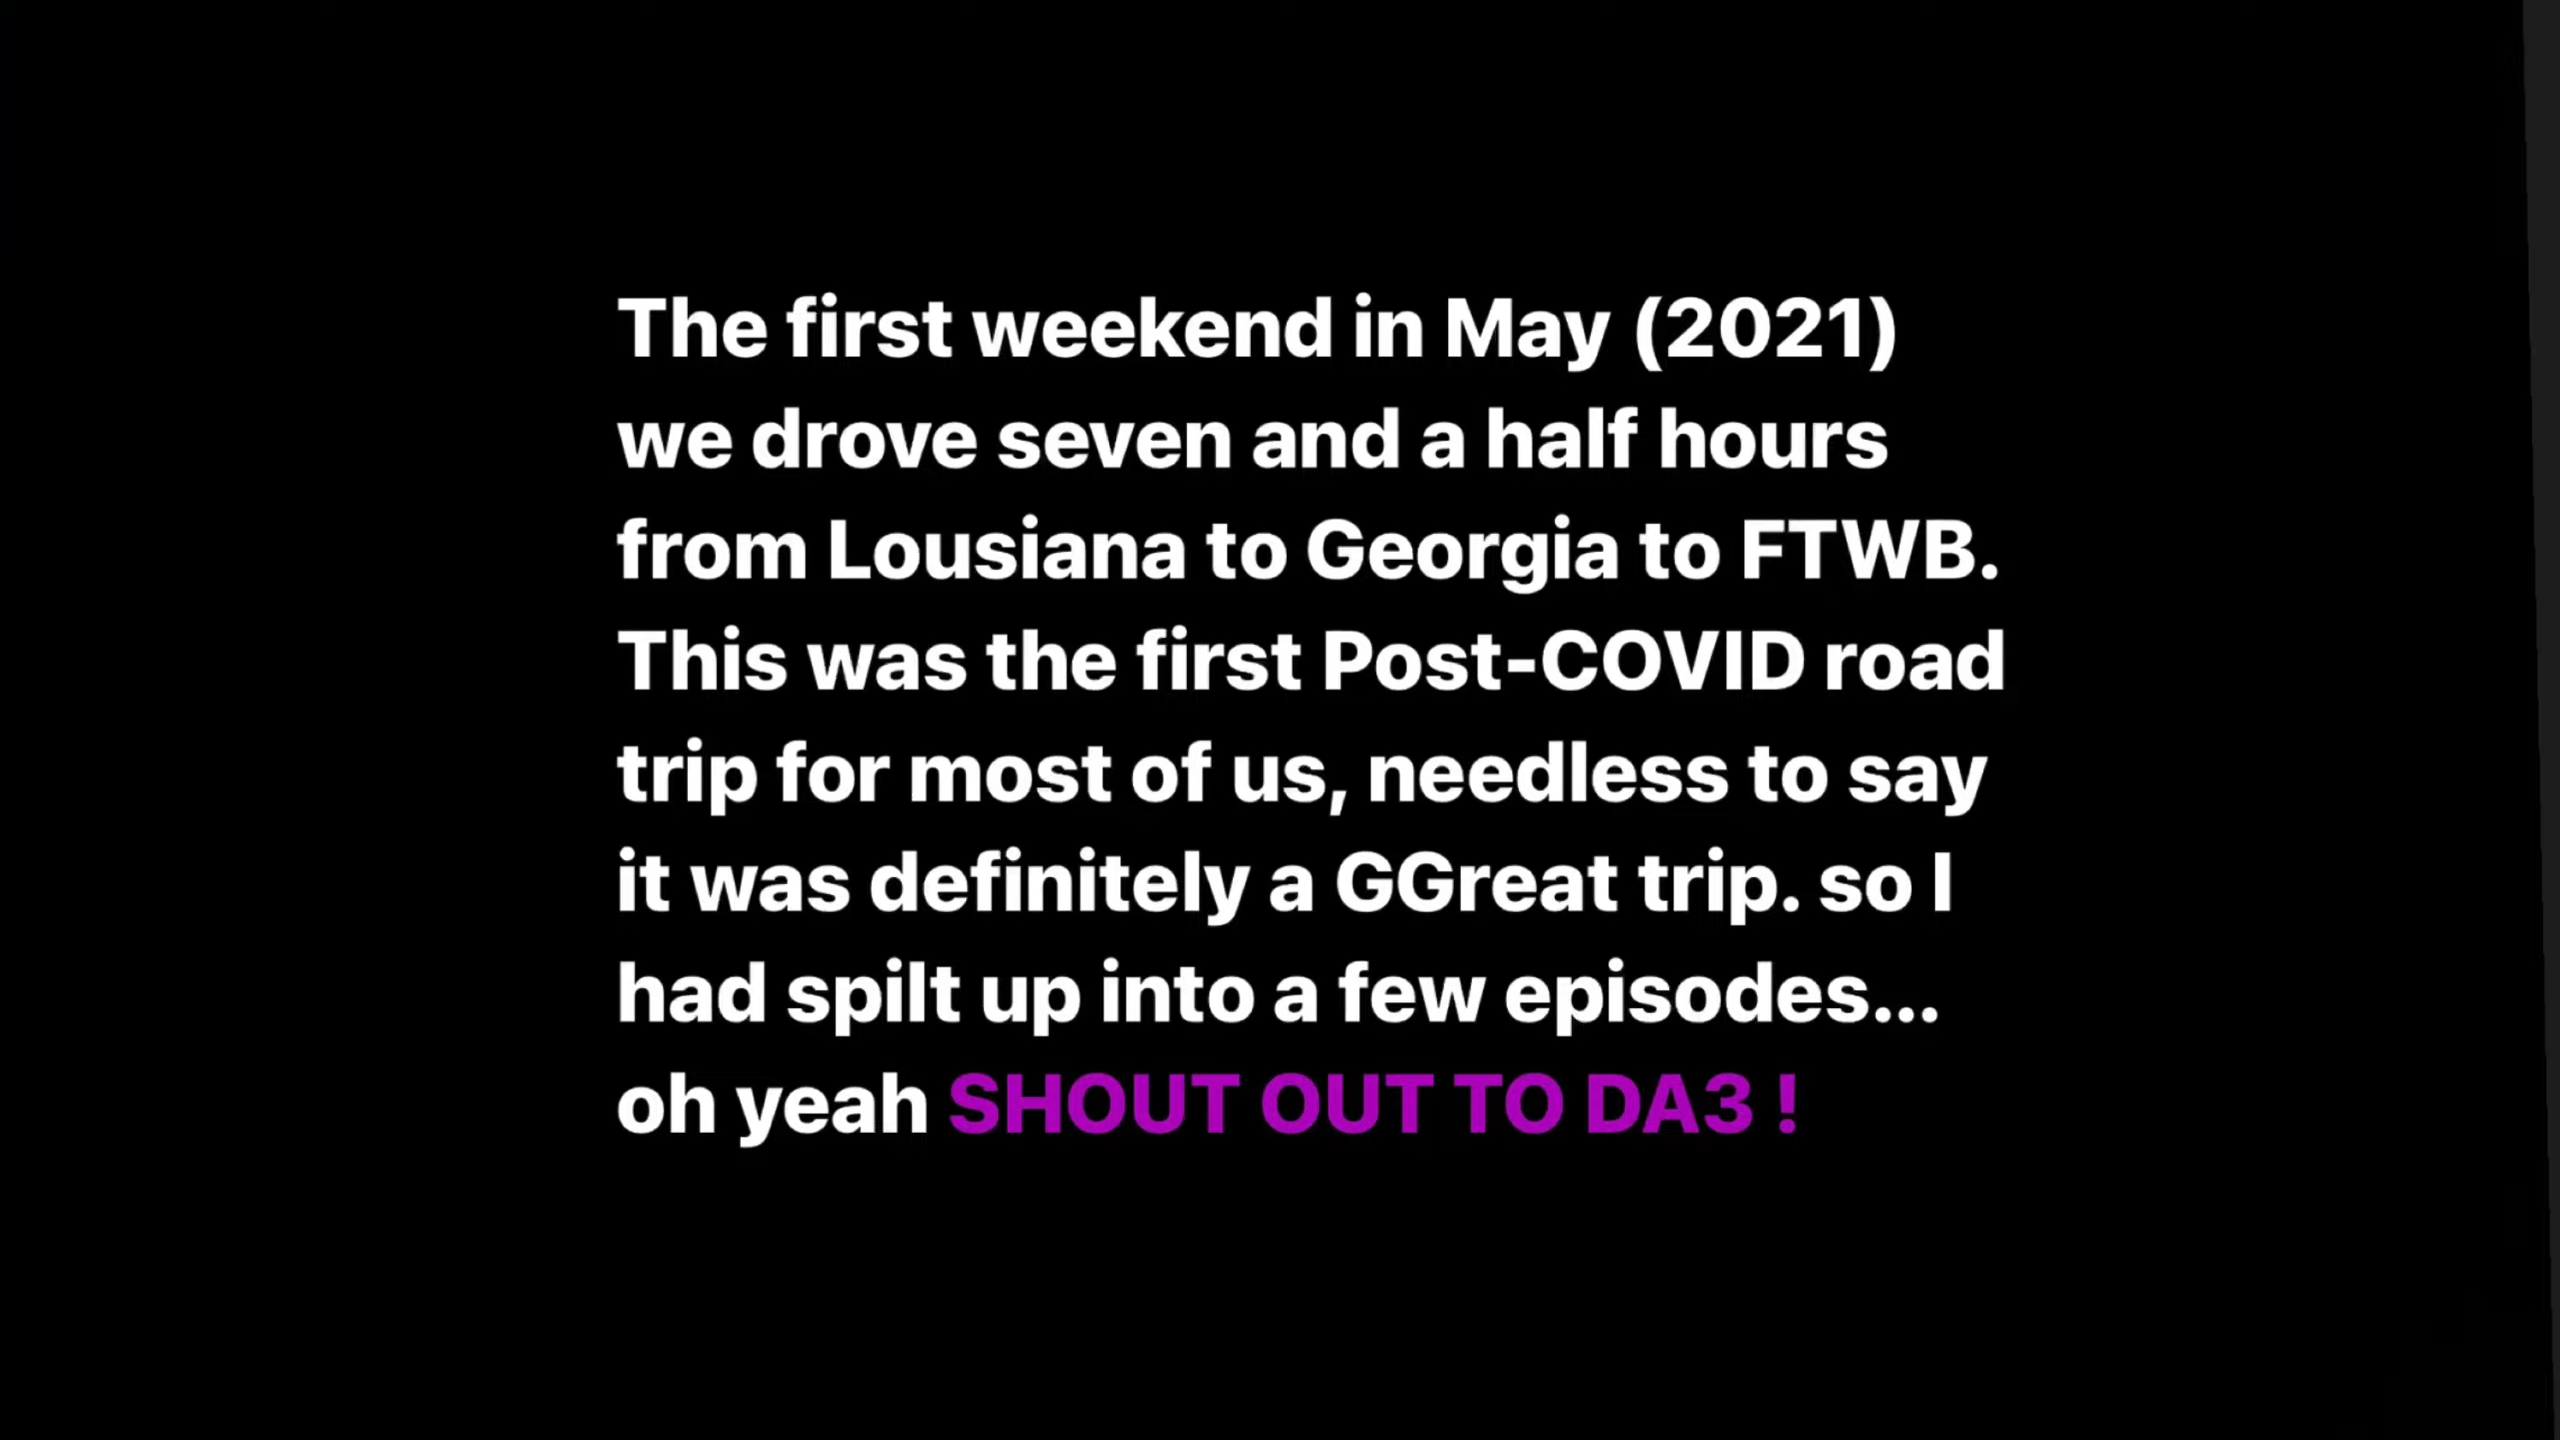 The first weekend in May (2021)
we drove seven and a half hours
from Lousiana to Georgia to FTWB.
This was the first Post-COVID road
trip for most of us, needless to say
it was definitely a GGreat trip. so I
had spilt up into a few episodes...
oh yeah SHOUT OUT TO DA3 !